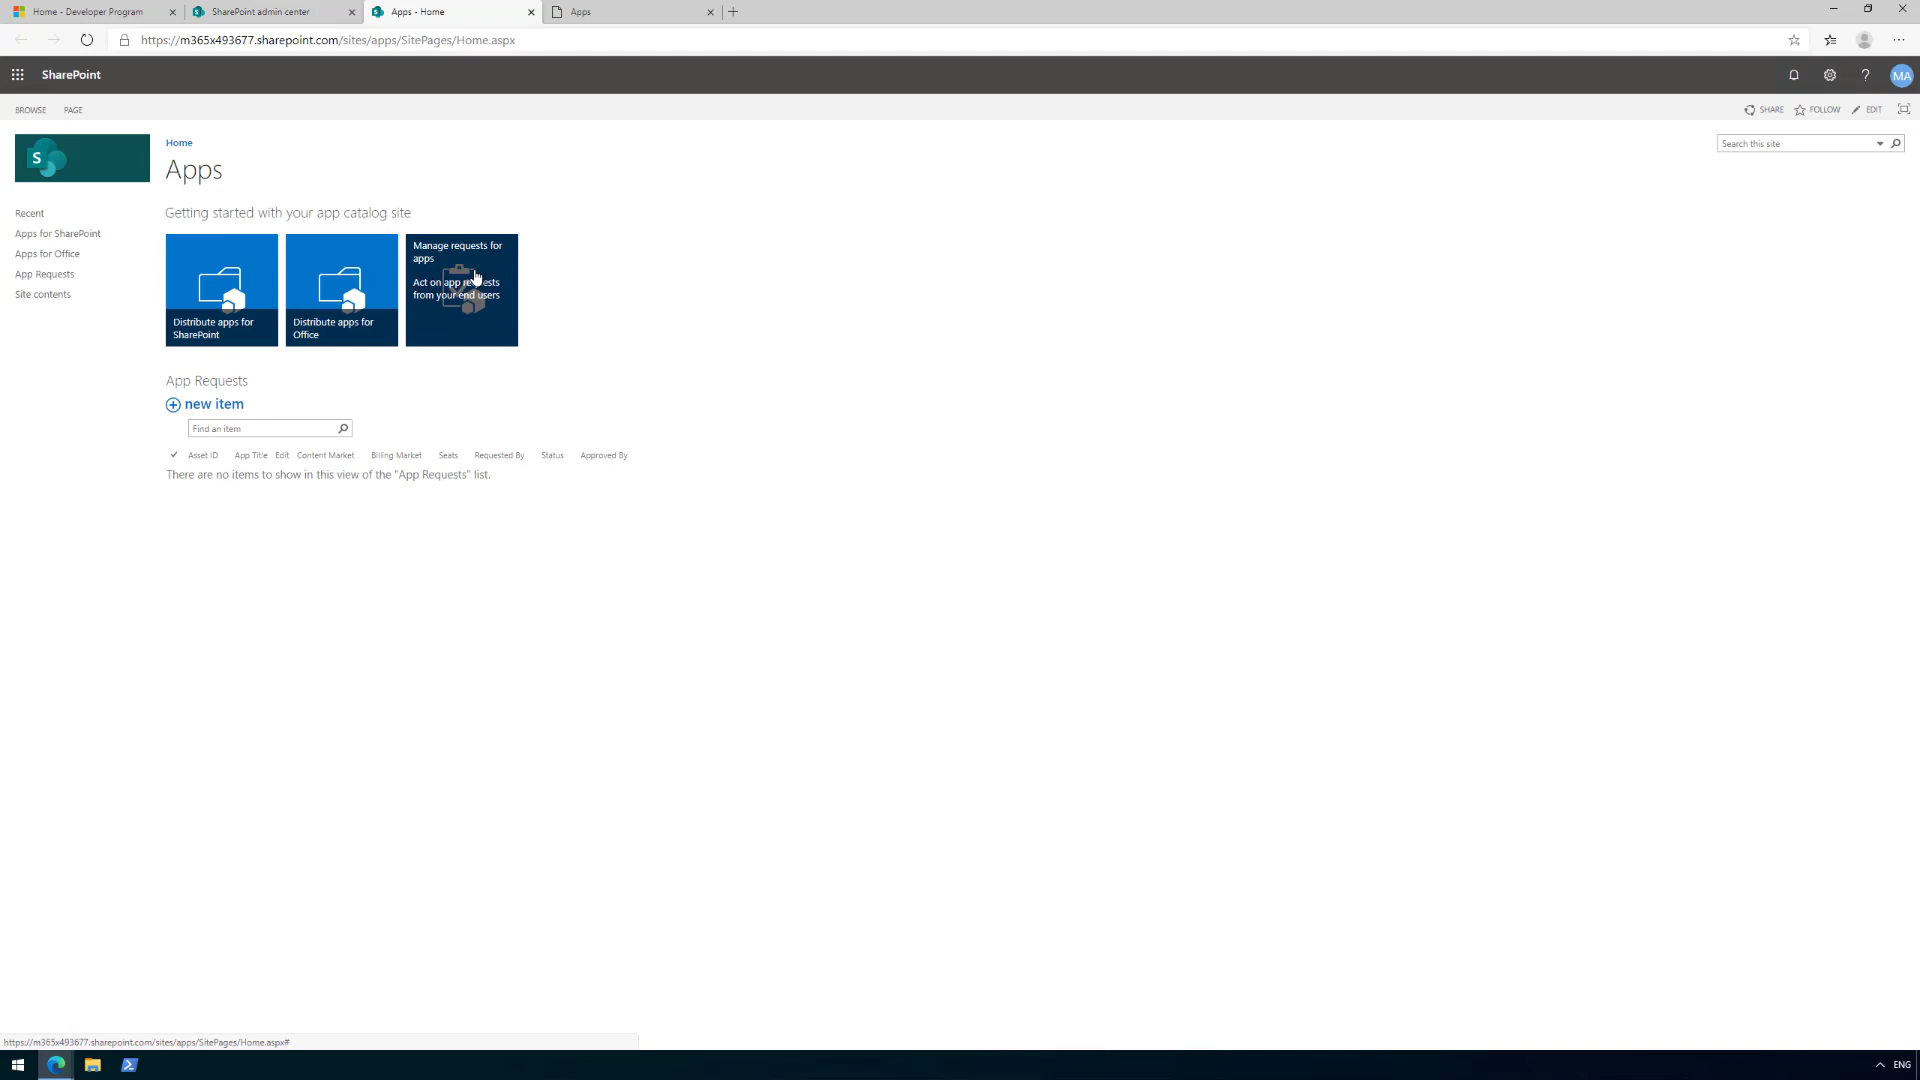 Home - Developer Program
SharePoint admin center
Apps - Home
Apps
https://m365x493677.sharepoint.com/sites/apps/SitePages/Home.aspx
SharePoint
?
MA
BROWSE
PAGE
SHARE
FOLLOW
EDIT
S
Home
Search this site
Apps
Recent
Apps for SharePoint
Apps for Office
App Requests
Site contents
Getting started with your app catalog site
Distribute apps for
SharePoint
Distribute apps for
Office
Manage requests for
apps
Act on app requests
from your end users
App Requests
new item
Find an item
Asset ID
App Title
Edit
Content Market
Billing Market
Seats
Requested By
Status
Approved By
There are no items to show in this view of the "App Requests" list.
https://m365x493677.sharepoint.com/sites/apps/SitePages/Home.aspx#
ENG